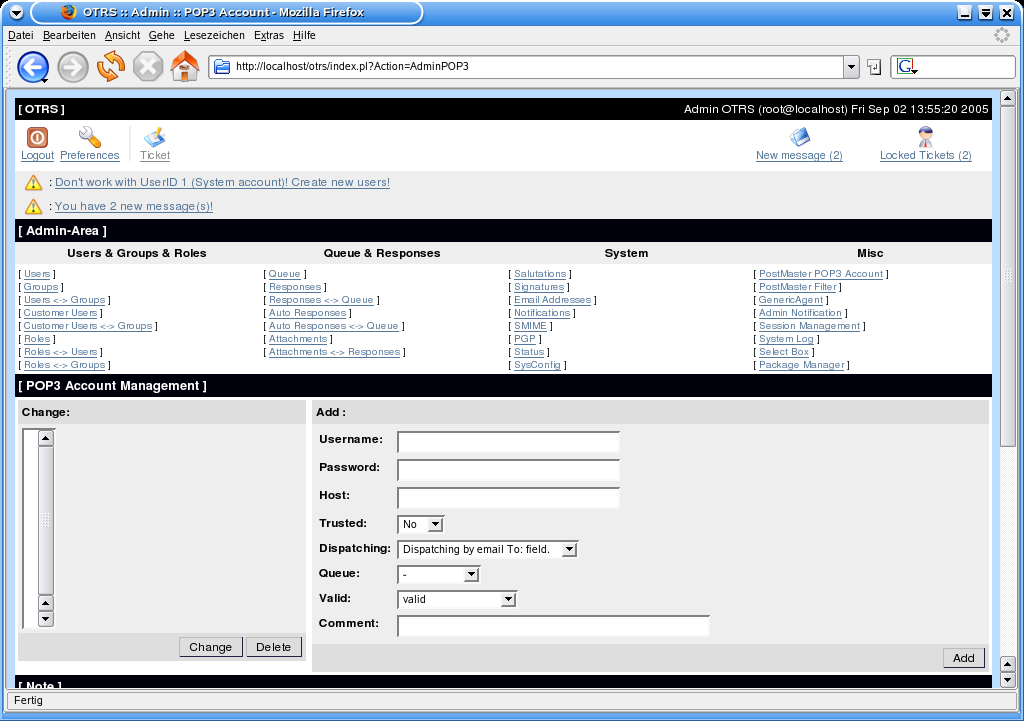 OTRS :: Admin :: POP3 Account - Mozilla Firefox
Datei Bearbeiten Ansicht Gehe Lesezeichen Extras Hilfe
http://localhost/otrs/index.pl?Action=AdminPOP3
G
[ OTRS ] Admin OTRS (root@localhost) Fri Sep 02 13:55:20 2005
Logout Preferences Ticket New message (2) Locked Tickets (2)
: Don't work with UserID 1 (System account)! Create new users!
: You have 2 new message(s)!
[ Admin-Area ]
Users & Groups & Roles Queue & Responses System Misc
[ Users ] [ Queue ] [ Salutations ] [ PostMaster POP3 Account ]
[ Groups ] [ Responses ] [ Signatures ] [ PostMaster Filter ]
[ Users <-> Groups ] [ Responses <-> Queue ] [ Email Addresses ] [ GenericAgent ]
[ Customer Users ] [ Auto Responses ] [ Notifications ] [ Admin Notification ]
[ Customer Users <-> Groups ] [ Auto Responses <-> Queue ] [ SMIME ] [ Session Management ]
[ Roles ] [ Attachments ] [ PGP ] [ System Log ]
[ Roles <-> Users ] [ Attachments <-> Responses ] [ Status ] [ Select Box ]
[ Roles <-> Groups ] [ SysConfig ] [ Package Manager ]
[ POP3 Account Management ]
Change: Add :
Username:
Password:
Host:
Trusted: No
Dispatching: Dispatching by email To: field.
Queue: -
Valid: valid
Comment:
Change Delete
Add
[ Note ]
Fertig